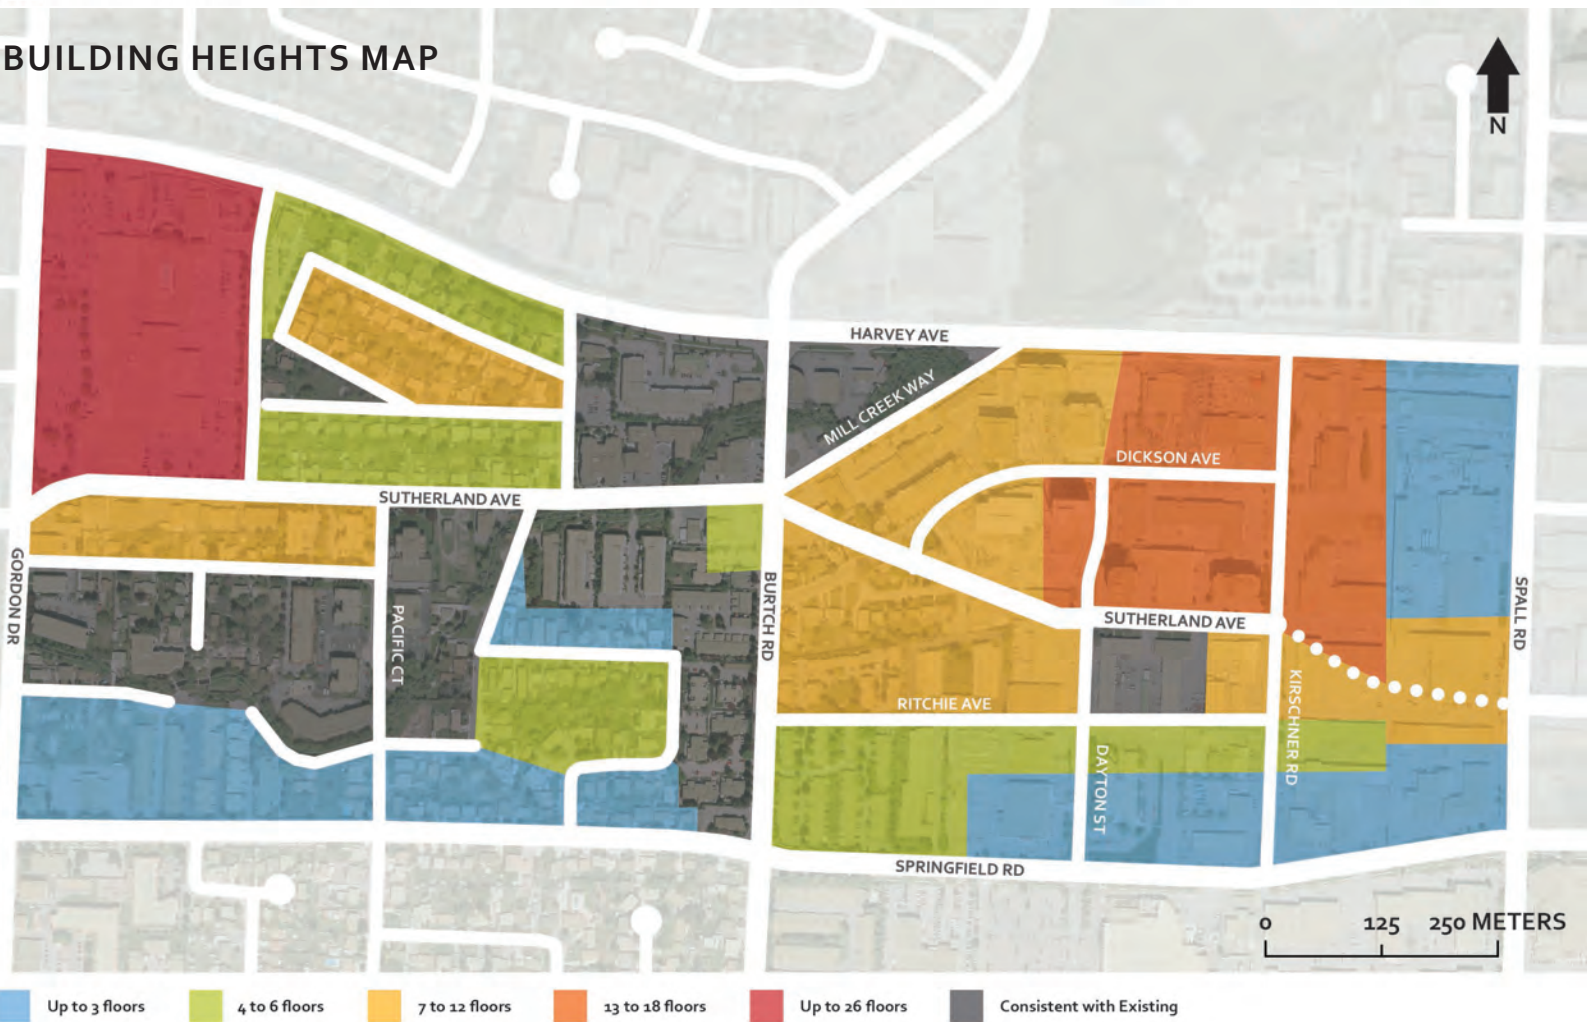 BUILDING HEIGHTS MAP
N
HARVEY AVE
MILL CREEK WAY
DICKSON AVE
SUTHERLAND AVE
GORDON DR
PACIFIC CT
BURTCH RD
SUTHERLAND AVE
SPALL RD
RITCHIE AVE
KIRSCHNER RD
DAYTON ST
SPRINGFIELD RD
0 125 250 METERS
Up to 3 floors
4 to 6 floors
7 to 12 floors
13 to 18 floors
Up to 26 floors
Consistent with Existing